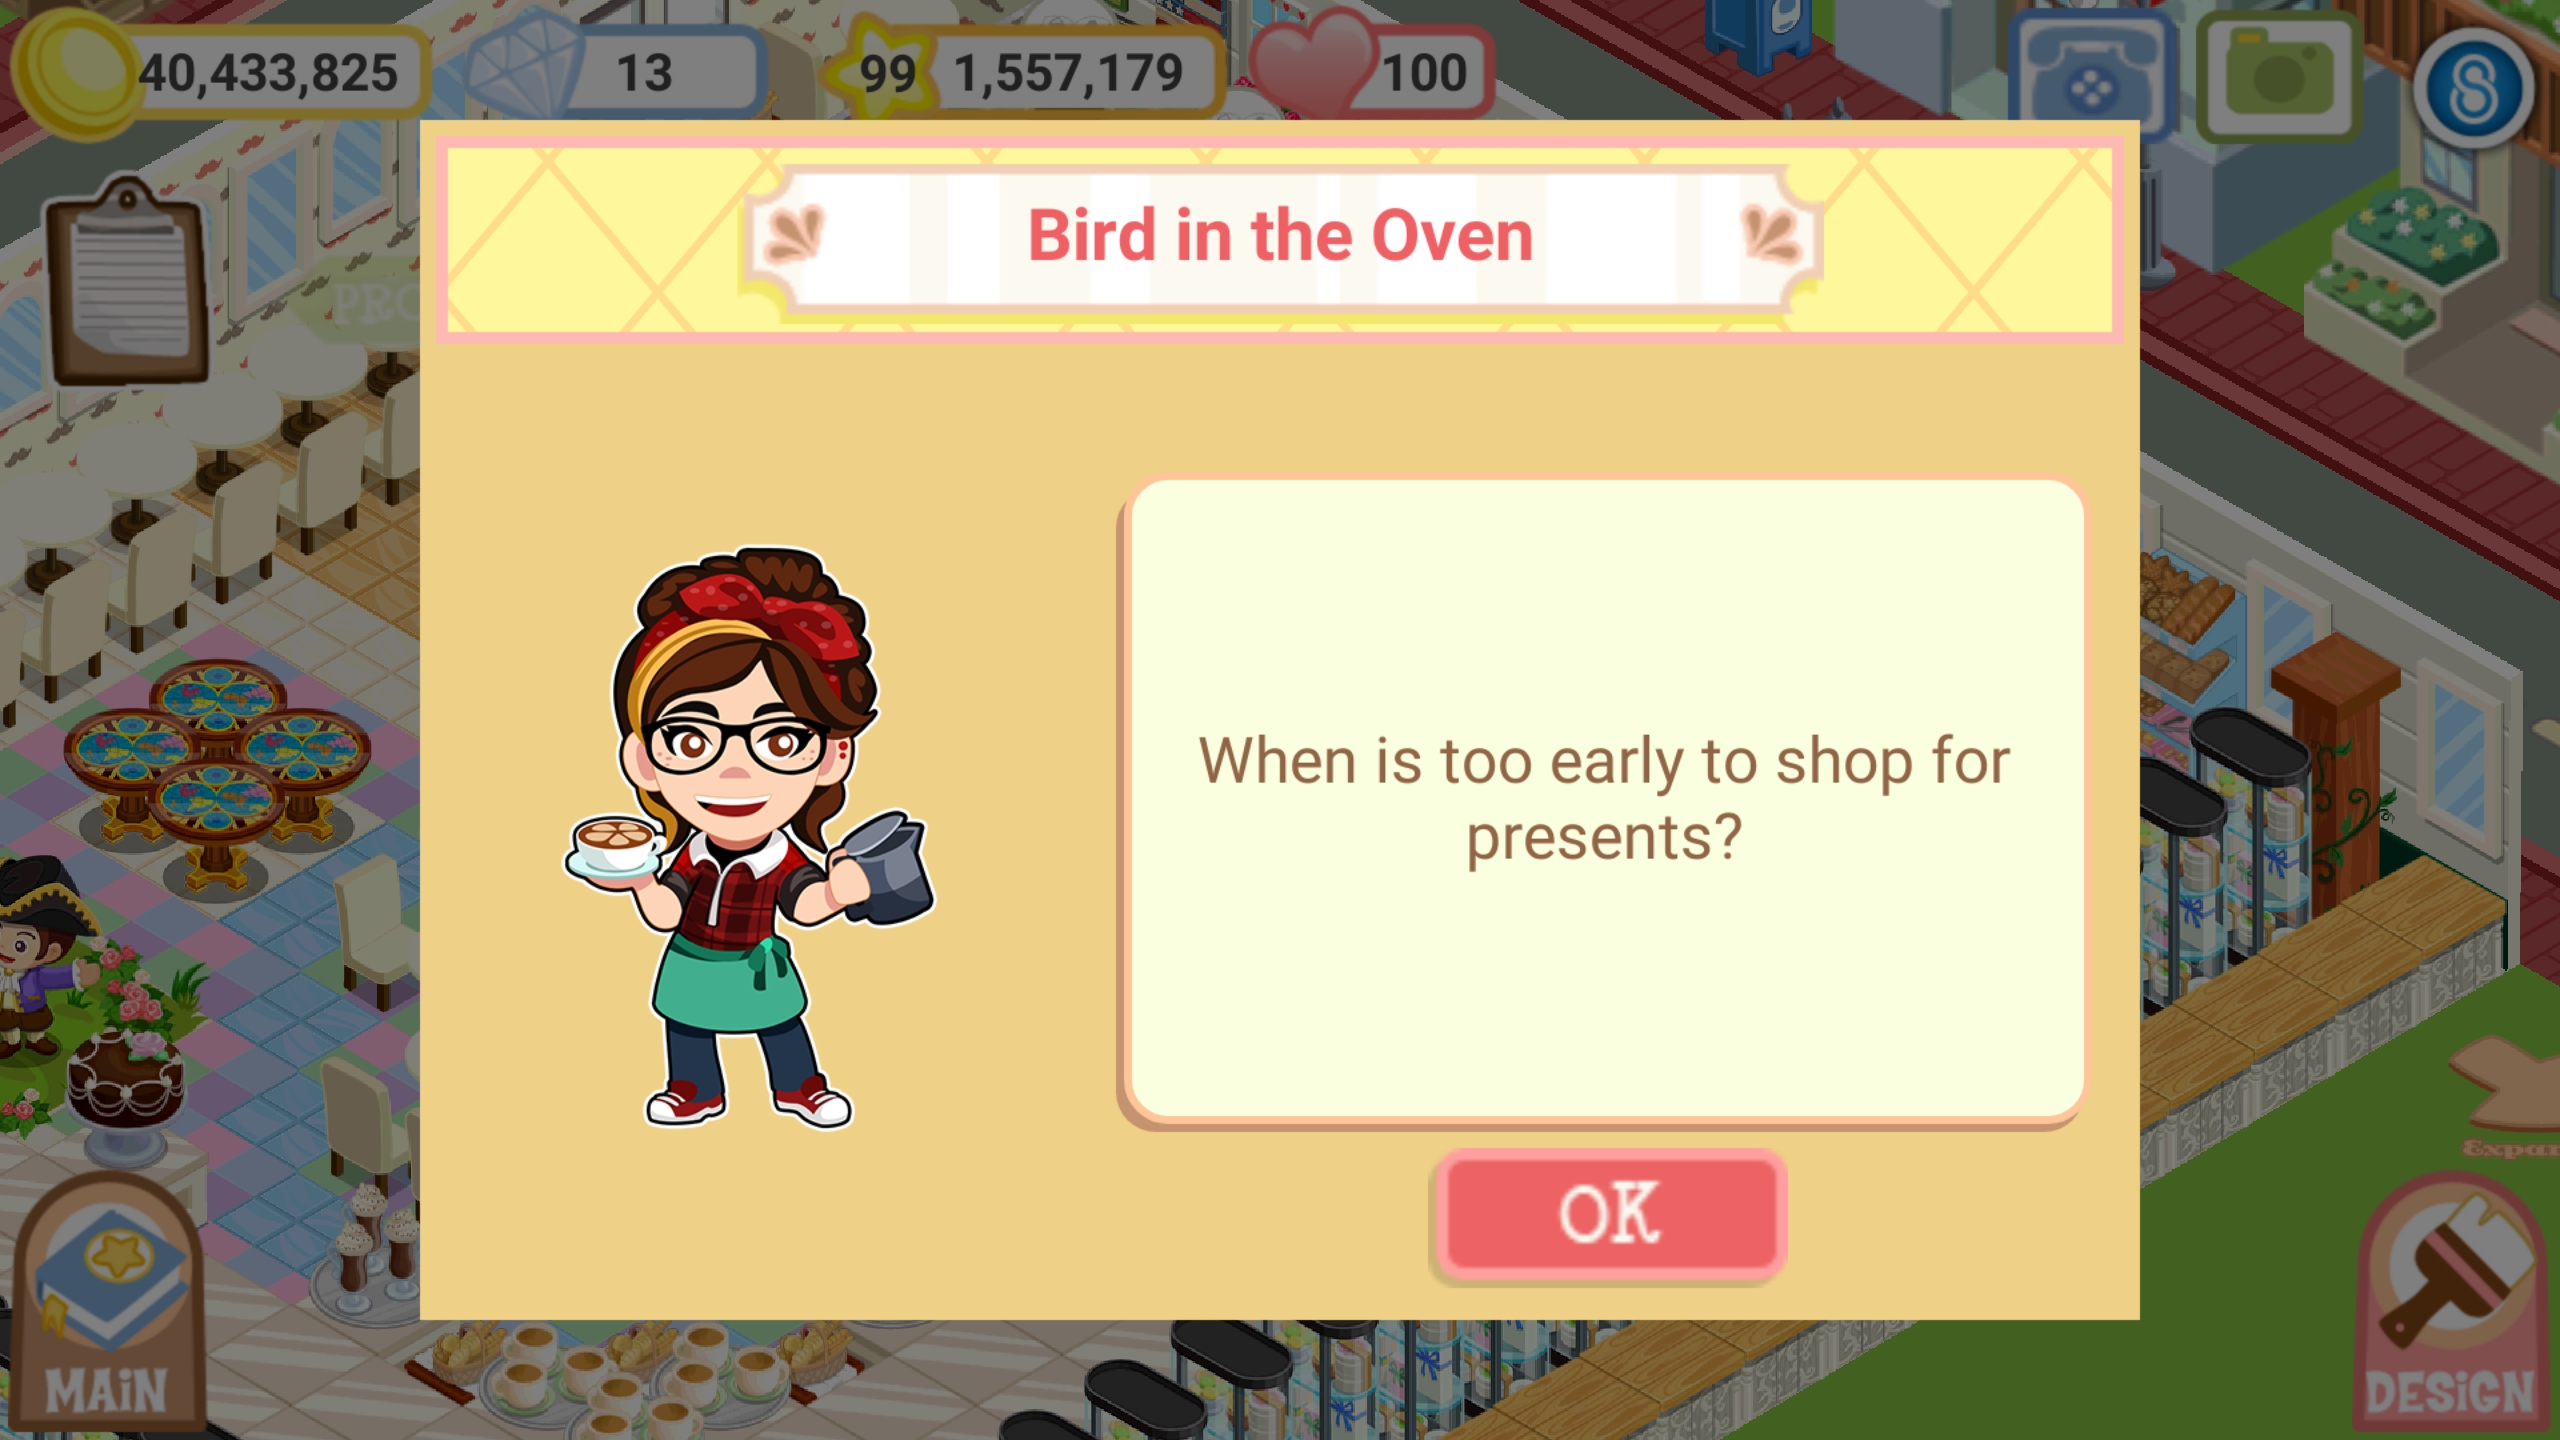 40,433,825
13
99
1,557,179
100
Bird in the Oven
When is too early to shop for
presents?
OK
MAiN
DESiGN